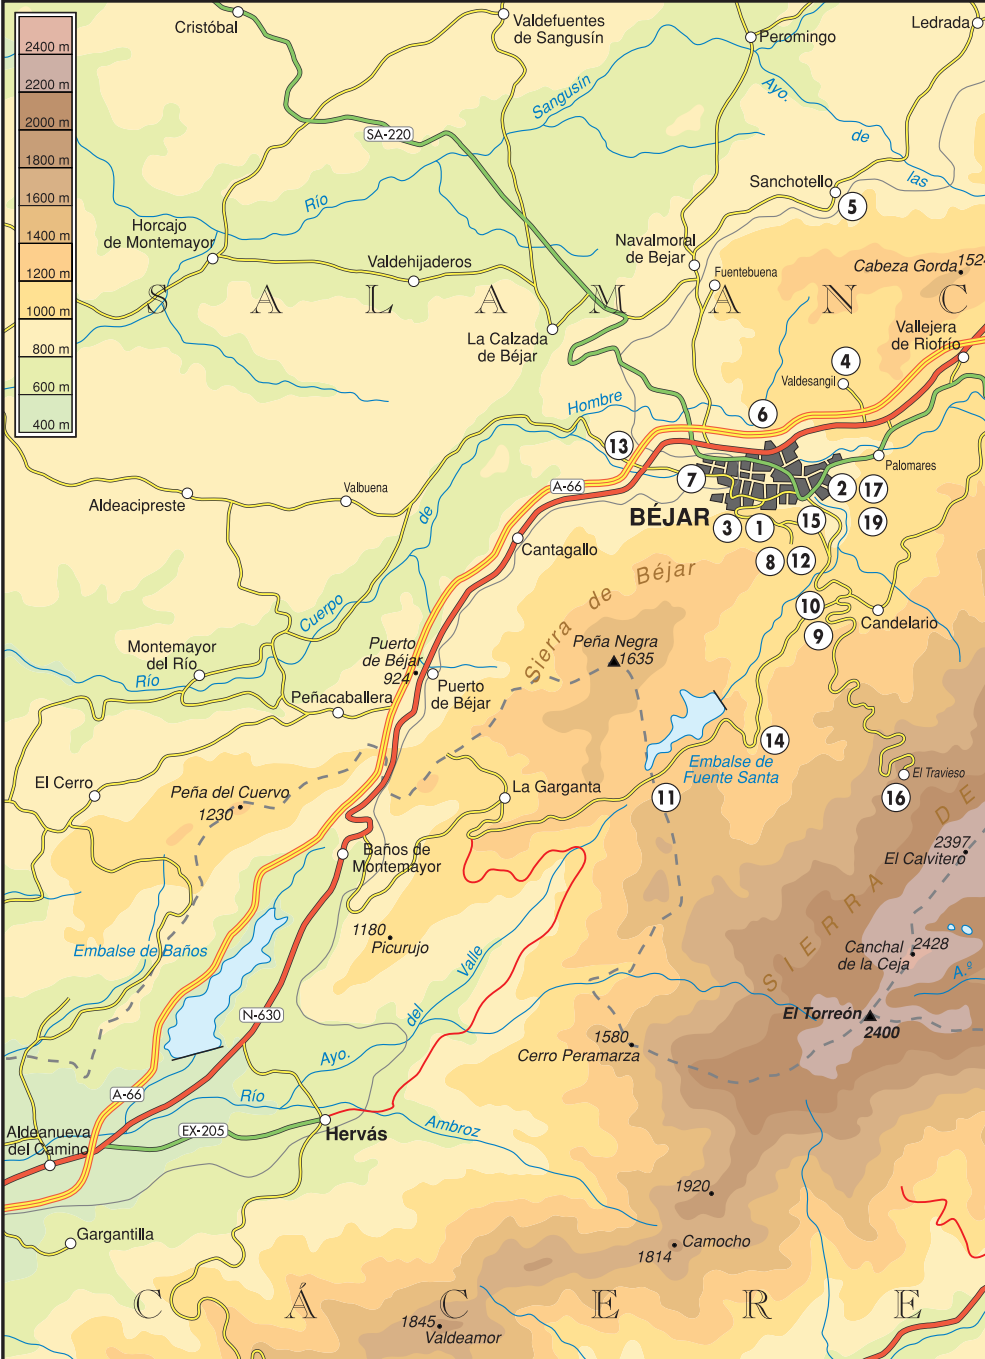 2400 m
2200 m
2000 m
1800 m
1600 m
1400 m
1200 m
1000 m
800 m
600 m
400 m
Cristóbal
Valdefuentes
de Sangusín
Peromingo
Ledrada
SA-220
Sangusín
Río
Ayo.
de
las
Sanchotello
5
Horcajo
de Montemayor
Valdehijaderos
Navalmoral
de Bejar
Fuentebuena
Cabeza Gorda
1524
S A L A M A N C
La Calzada
de Béjar
Vallejera
de Riofrío
4
Valdesangil
Hombre
6
13
Palomares
7
A-66
2
17
BÉJAR
3
1
15
19
8
12
Aldeacipreste
Valbuena
de
Cantagallo
Cuerpo
Río
Sierra de Béjar
10
9
Candelario
Montemayor
del Río
Puerto
de Béjar
924
Peña Negra
1635
Puerto
de Béjar
Peñacaballera
14
Embalse de
Fuente Santa
El Cerro
Peña del Cuervo
1230
La Garganta
11
El Travieso
16
Baños de
Montemayor
2397
El Calvitero
SIERRA DE
1180
Picurujo
Embalse de Baños
Valle
del
Ayo.
Canchal
de la Ceja
2428
A.º
N-630
El Torreón
2400
1580
Cerro Peramarza
A-66
Río
Ambroz
EX-205
Hervás
Aldeanueva
del Camino
1920
Gargantilla
Camocho
1814
C Á C E R E
1845
Valdeamor